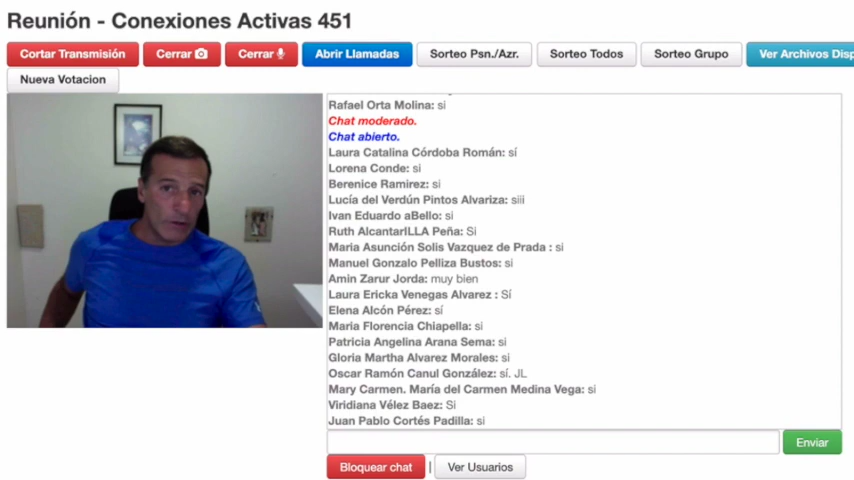 Reunión - Conexiones Activas 451
Cortar Transmisión Cerrar Cerrar Abrir Llamadas Sorteo Psn./Azr. Sorteo Todos Sorteo Grupo Ver Archivos Disp
Nueva Votacion
Rafael Orta Molina: si
Chat moderado.
Chat abierto.
Laura Catalina Córdoba Román: sí
Lorena Conde: si
Berenice Ramirez: si
Lucía del Verdún Pintos Alvariza: siii
Ivan Eduardo aBello: si
Ruth AlcantarILLA Peña: Si
Maria Asunción Solis Vazquez de Prada : si
Manuel Gonzalo Pelliza Bustos: si
Amin Zarur Jorda: muy bien
Laura Ericka Venegas Alvarez : Sí
Elena Alcón Pérez: sí
María Florencia Chiapella: si
Patricia Angelina Arana Sema: si
Gloria Martha Alvarez Morales: si
Oscar Ramón Canul González: sí. JL
Mary Carmen. María del Carmen Medina Vega: si
Viridiana Vélez Baez: Si
Juan Pablo Cortés Padilla: si
Enviar
Bloquear chat | Ver Usuarios